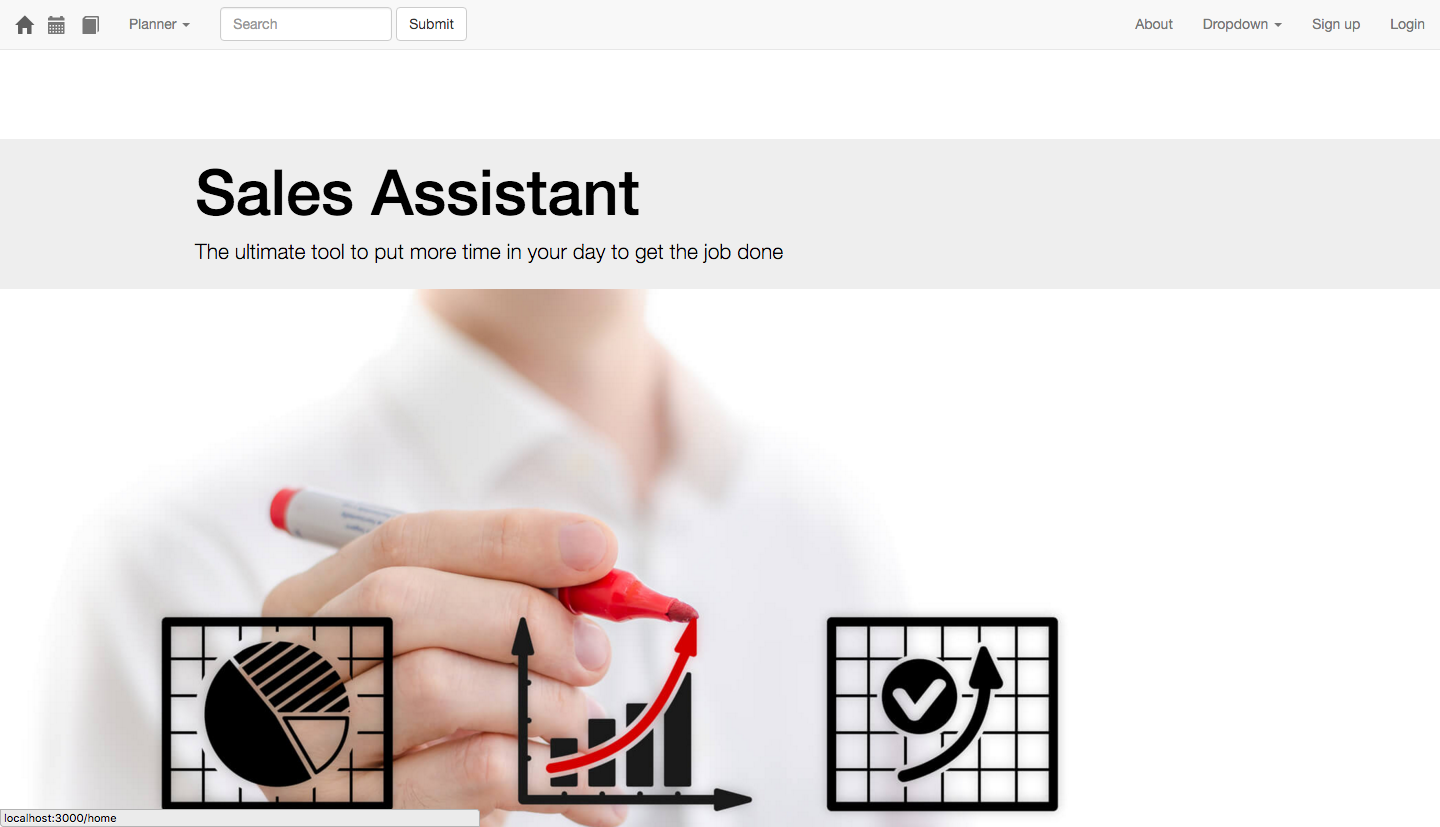 Planner Search Submit About Dropdown Sign up Login
Sales Assistant
The ultimate tool to put more time in your day to get the job done
localhost:3000/home